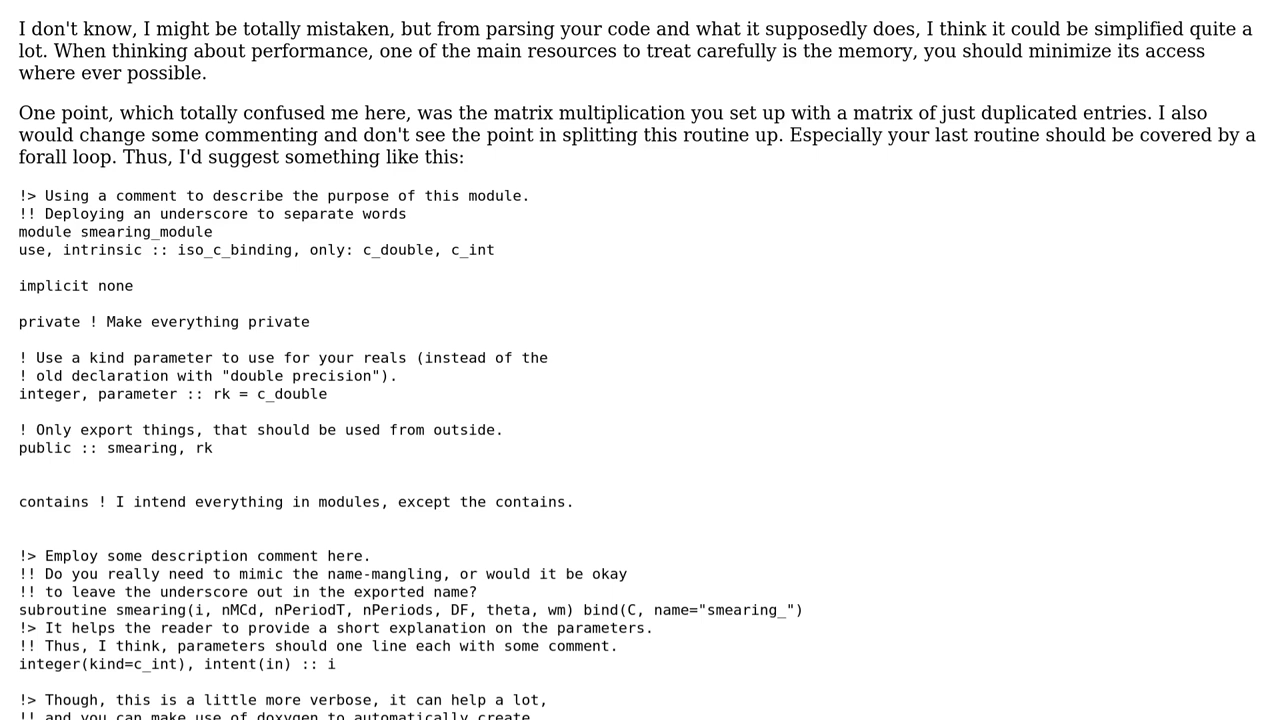 I don't know, I might be totally mistaken, but from parsing your code and what it supposedly does, I think it could be simplified quite a
lot. When thinking about performance, one of the main resources to treat carefully is the memory, you should minimize its access
where ever possible.
One point, which totally confused me here, was the matrix multiplication you set up with a matrix of just duplicated entries. I also
would change some commenting and don't see the point in splitting this routine up. Especially your last routine should be covered by a
forall loop. Thus, I'd suggest something like this:
!> Using a comment to describe the purpose of this module.
!! Deploying an underscore to separate words
module smearing_module
use, intrinsic :: iso_c_binding, only: c_double, c_int
implicit none
private ! Make everything private
! Use a kind parameter to use for your reals (instead of the
! old declaration with "double precision").
integer, parameter :: rk = c_double
! Only export things, that should be used from outside.
public :: smearing, rk
contains ! I intend everything in modules, except the contains.
!> Employ some description comment here.
!! Do you really need to mimic the name-mangling, or would it be okay
!! to leave the underscore out in the exported name?
subroutine smearing(i, nMCd, nPeriodT, nPeriods, DF, theta, wm) bind(C, name="smearing_")
!> It helps the reader to provide a short explanation on the parameters.
!! Thus, I think, parameters should one line each with some comment.
integer(kind=c_int), intent(in) :: i
!> Though, this is a little more verbose, it can help a lot,
!! and you can make use of doxygen to automatically create